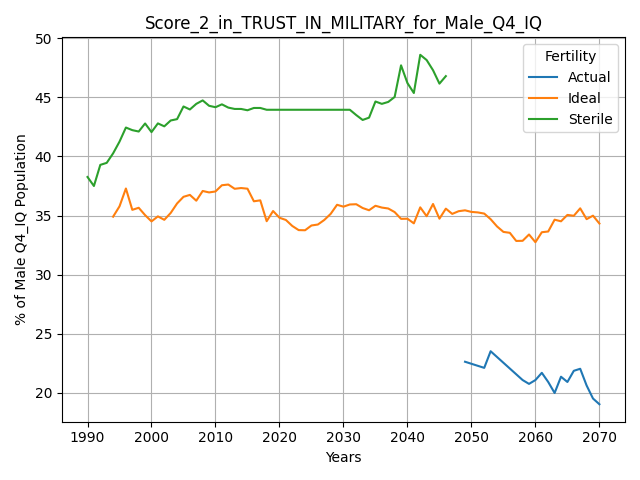 Score_2_in_TRUST_IN_MILITARY_for_Male_Q4_IQ
Fertility
Actual
Ideal
Sterile
% of Male Q4_IQ Population
50
45
40
35
30
25
20
1990 2000 2010 2020 2030 2040 2050 2060 2070
Years